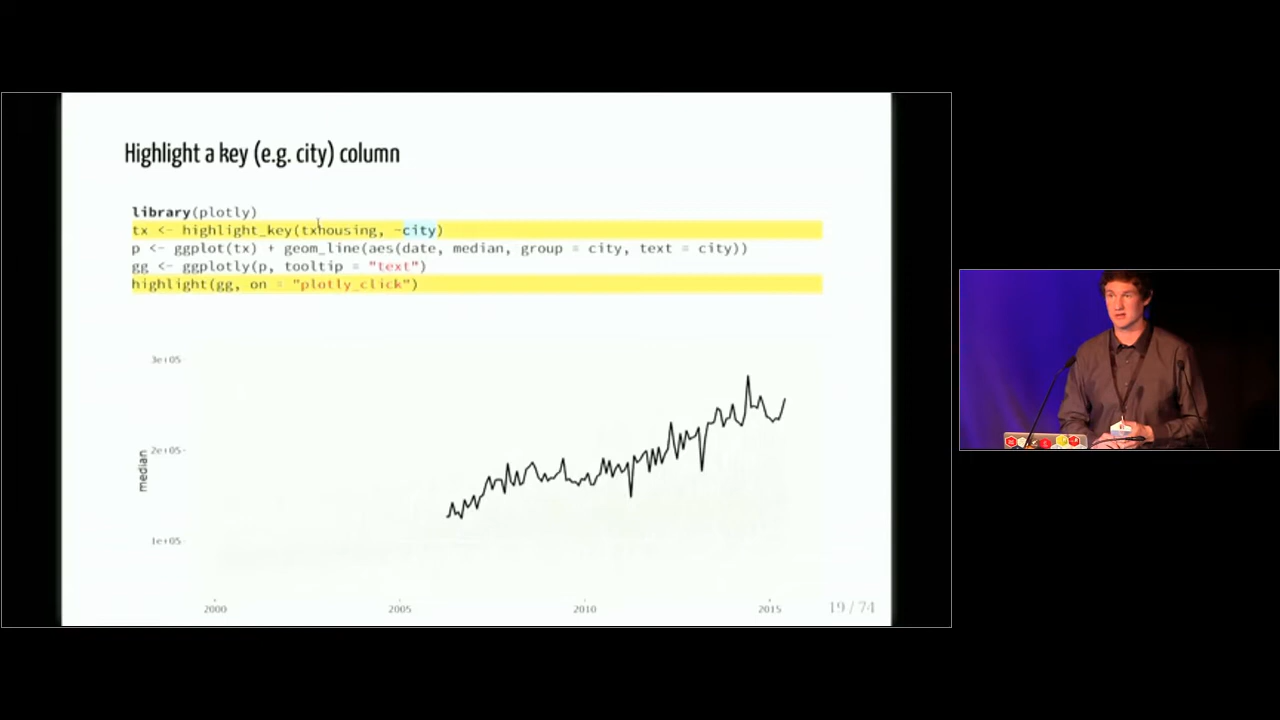 Highlight a key (e.g. city) column
library(plotly)
tx <- highlight_key(txhousing, ~city)
p <- ggplot(tx) + geom_line(aes(date, median, group = city, text = city))
gg <- ggplotly(p, tooltip = "text")
highlight(gg, on = "plotly_click")
3e+05
2e+05
1e+05
median
2000
2005
2010
2015
19 / 74